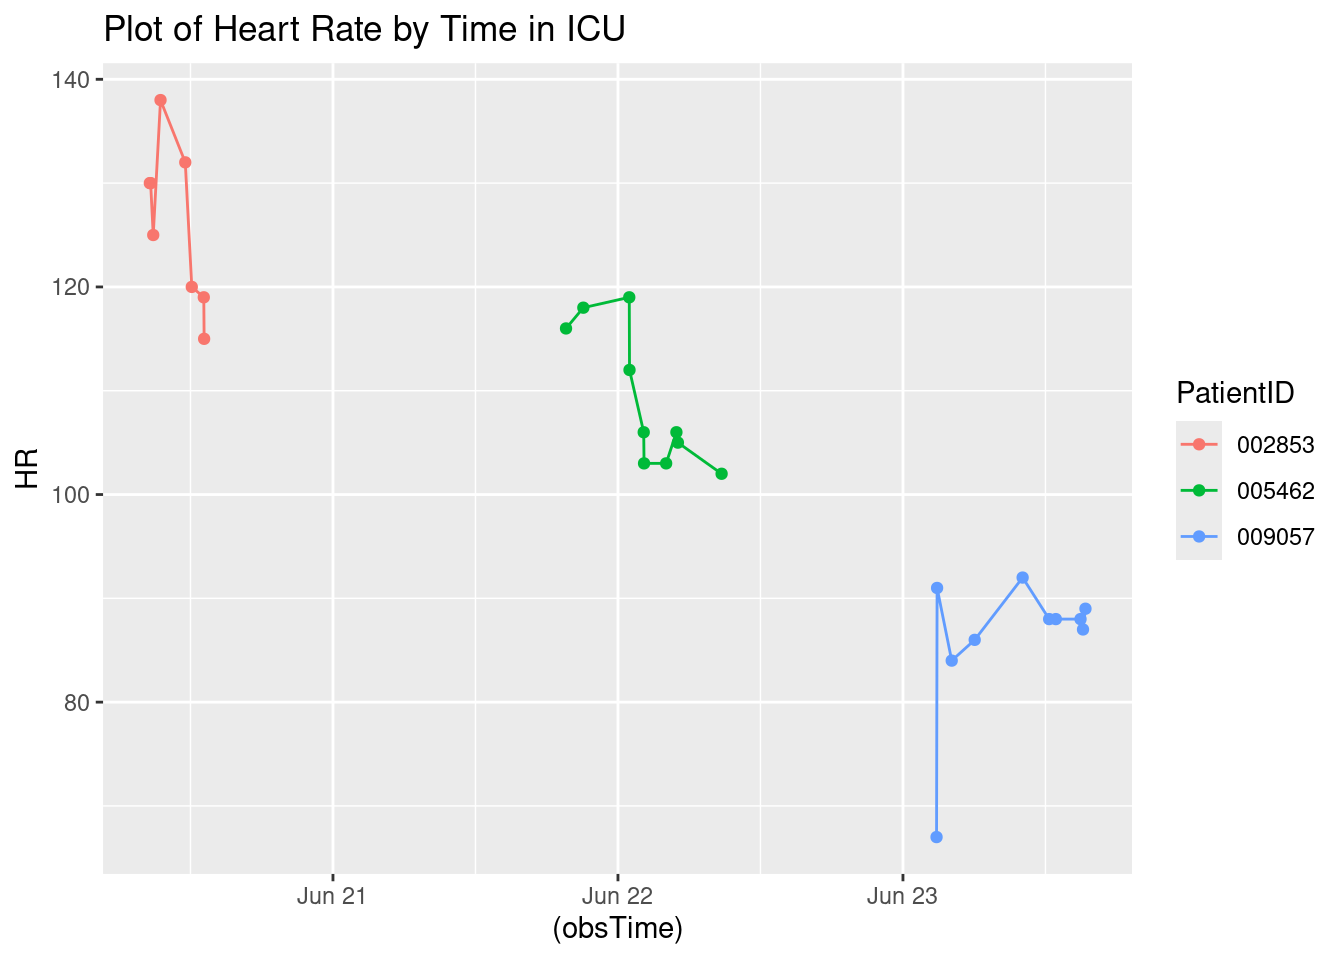 Plot of Heart Rate by Time in ICU
140
120
100
80
HR
Jun 21
Jun 22
Jun 23
(obsTime)
PatientID
002853
005462
009057